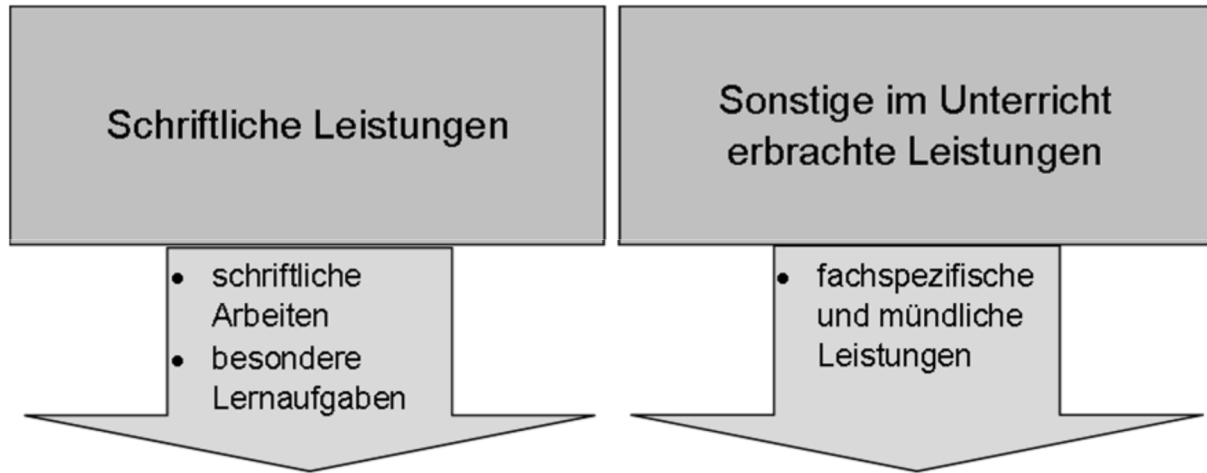 Schriftliche Leistungen
• schriftliche
Arbeiten
• besondere
Lernaufgaben
Sonstige im Unterricht
erbrachte Leistungen
• fachspezifische
und mündliche
Leistungen